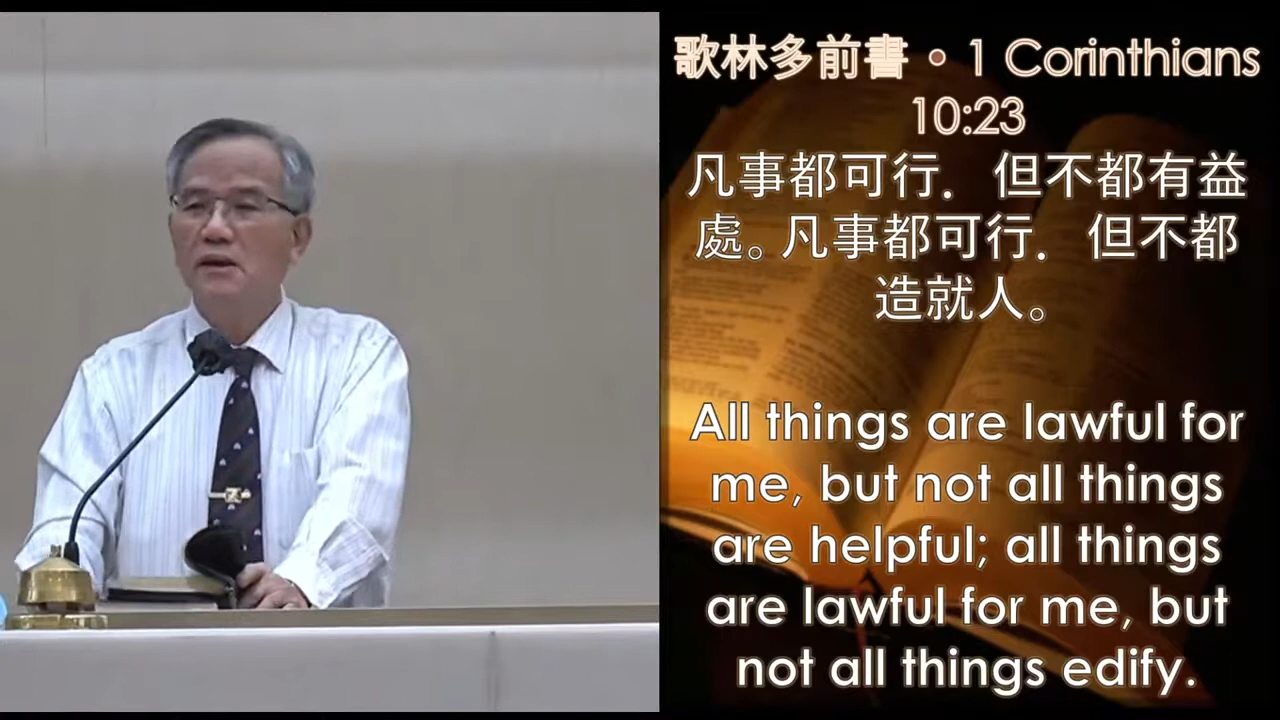 歌林多前書 • 1 Corinthians
10:23
凡事都可行．但不都有益
處。凡事都可行．但不都
造就人。
All things are lawful for
me, but not all things
are helpful; all things
are lawful for me, but
not all things edify.